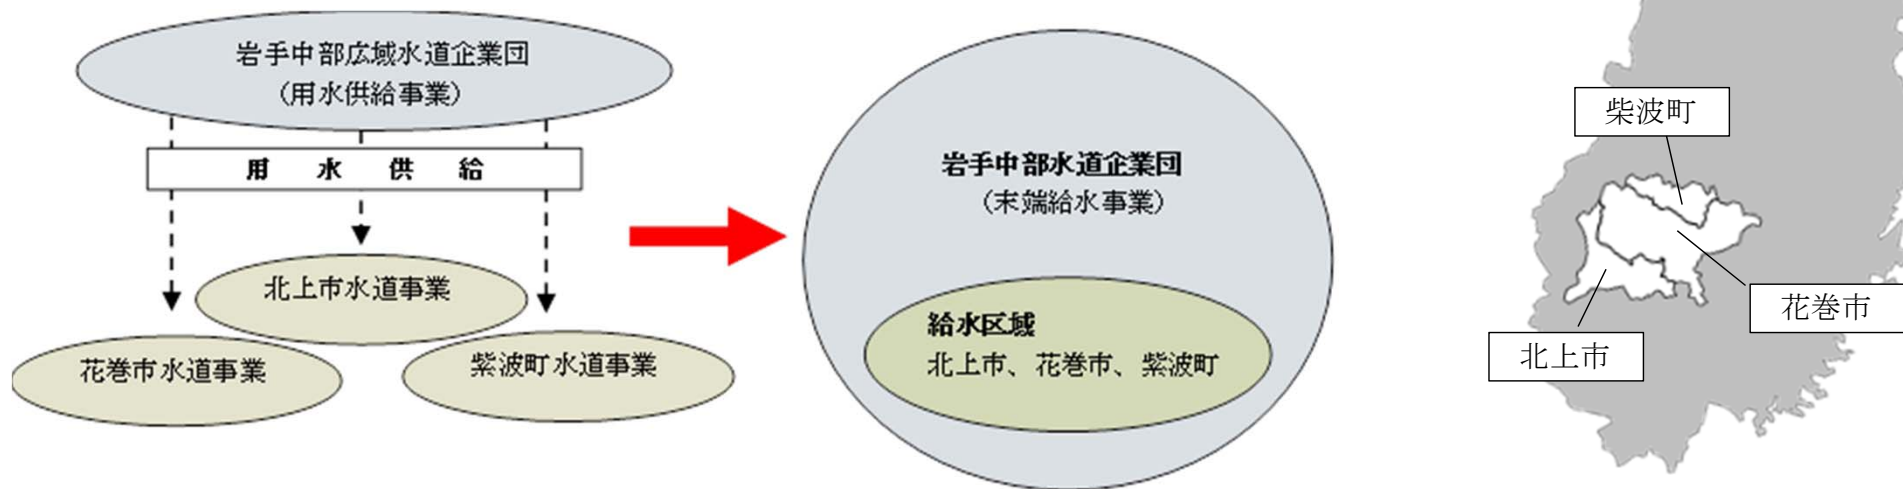 岩手中部広域水道企業団
（用水供給事業）
用水供給
北上市水道事業
花巻市水道事業
紫波町水道事業
岩手中部水道企業団
（末端給水事業）
給水区域
北上市、花巻市、紫波町
柴波町
花巻市
北上市